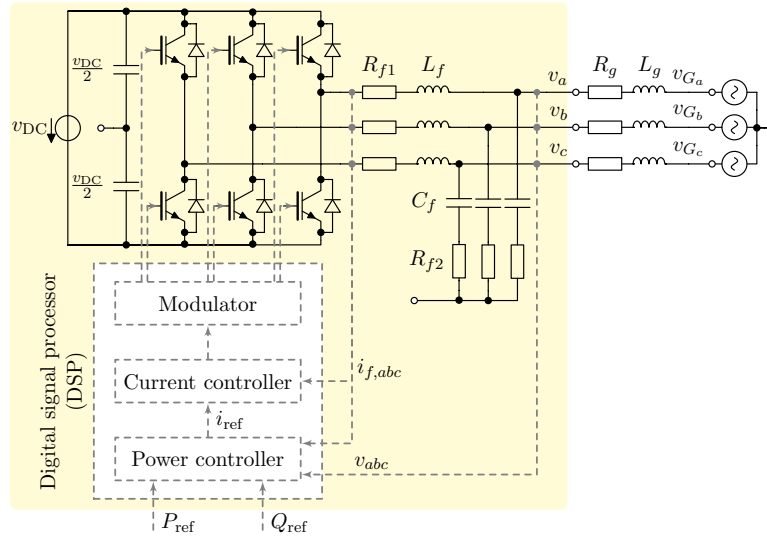 v_DC
v_DC/2
v_DC/2
R_f1
L_f
v_a
R_g
L_g
v_Ga
v_b
v_Gb
v_c
v_Gc
C_f
R_f2
Digital signal processor
(DSP)
Modulator
Current controller
i_f,abc
i_ref
Power controller
v_abc
P_ref
Q_ref